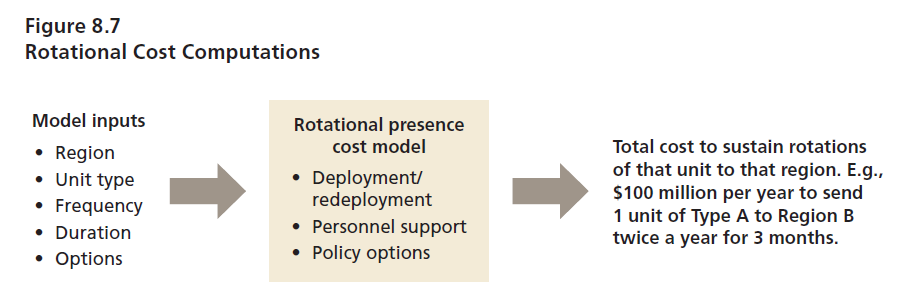 Figure 8.7
Rotational Cost Computations
Model inputs
• Region
• Unit type
• Frequency
• Duration
• Options
Rotational presence
cost model
• Deployment/
redeployment
• Personnel support
• Policy options
Total cost to sustain rotations
of that unit to that region. E.g.,
$100 million per year to send
1 unit of Type A to Region B
twice a year for 3 months.